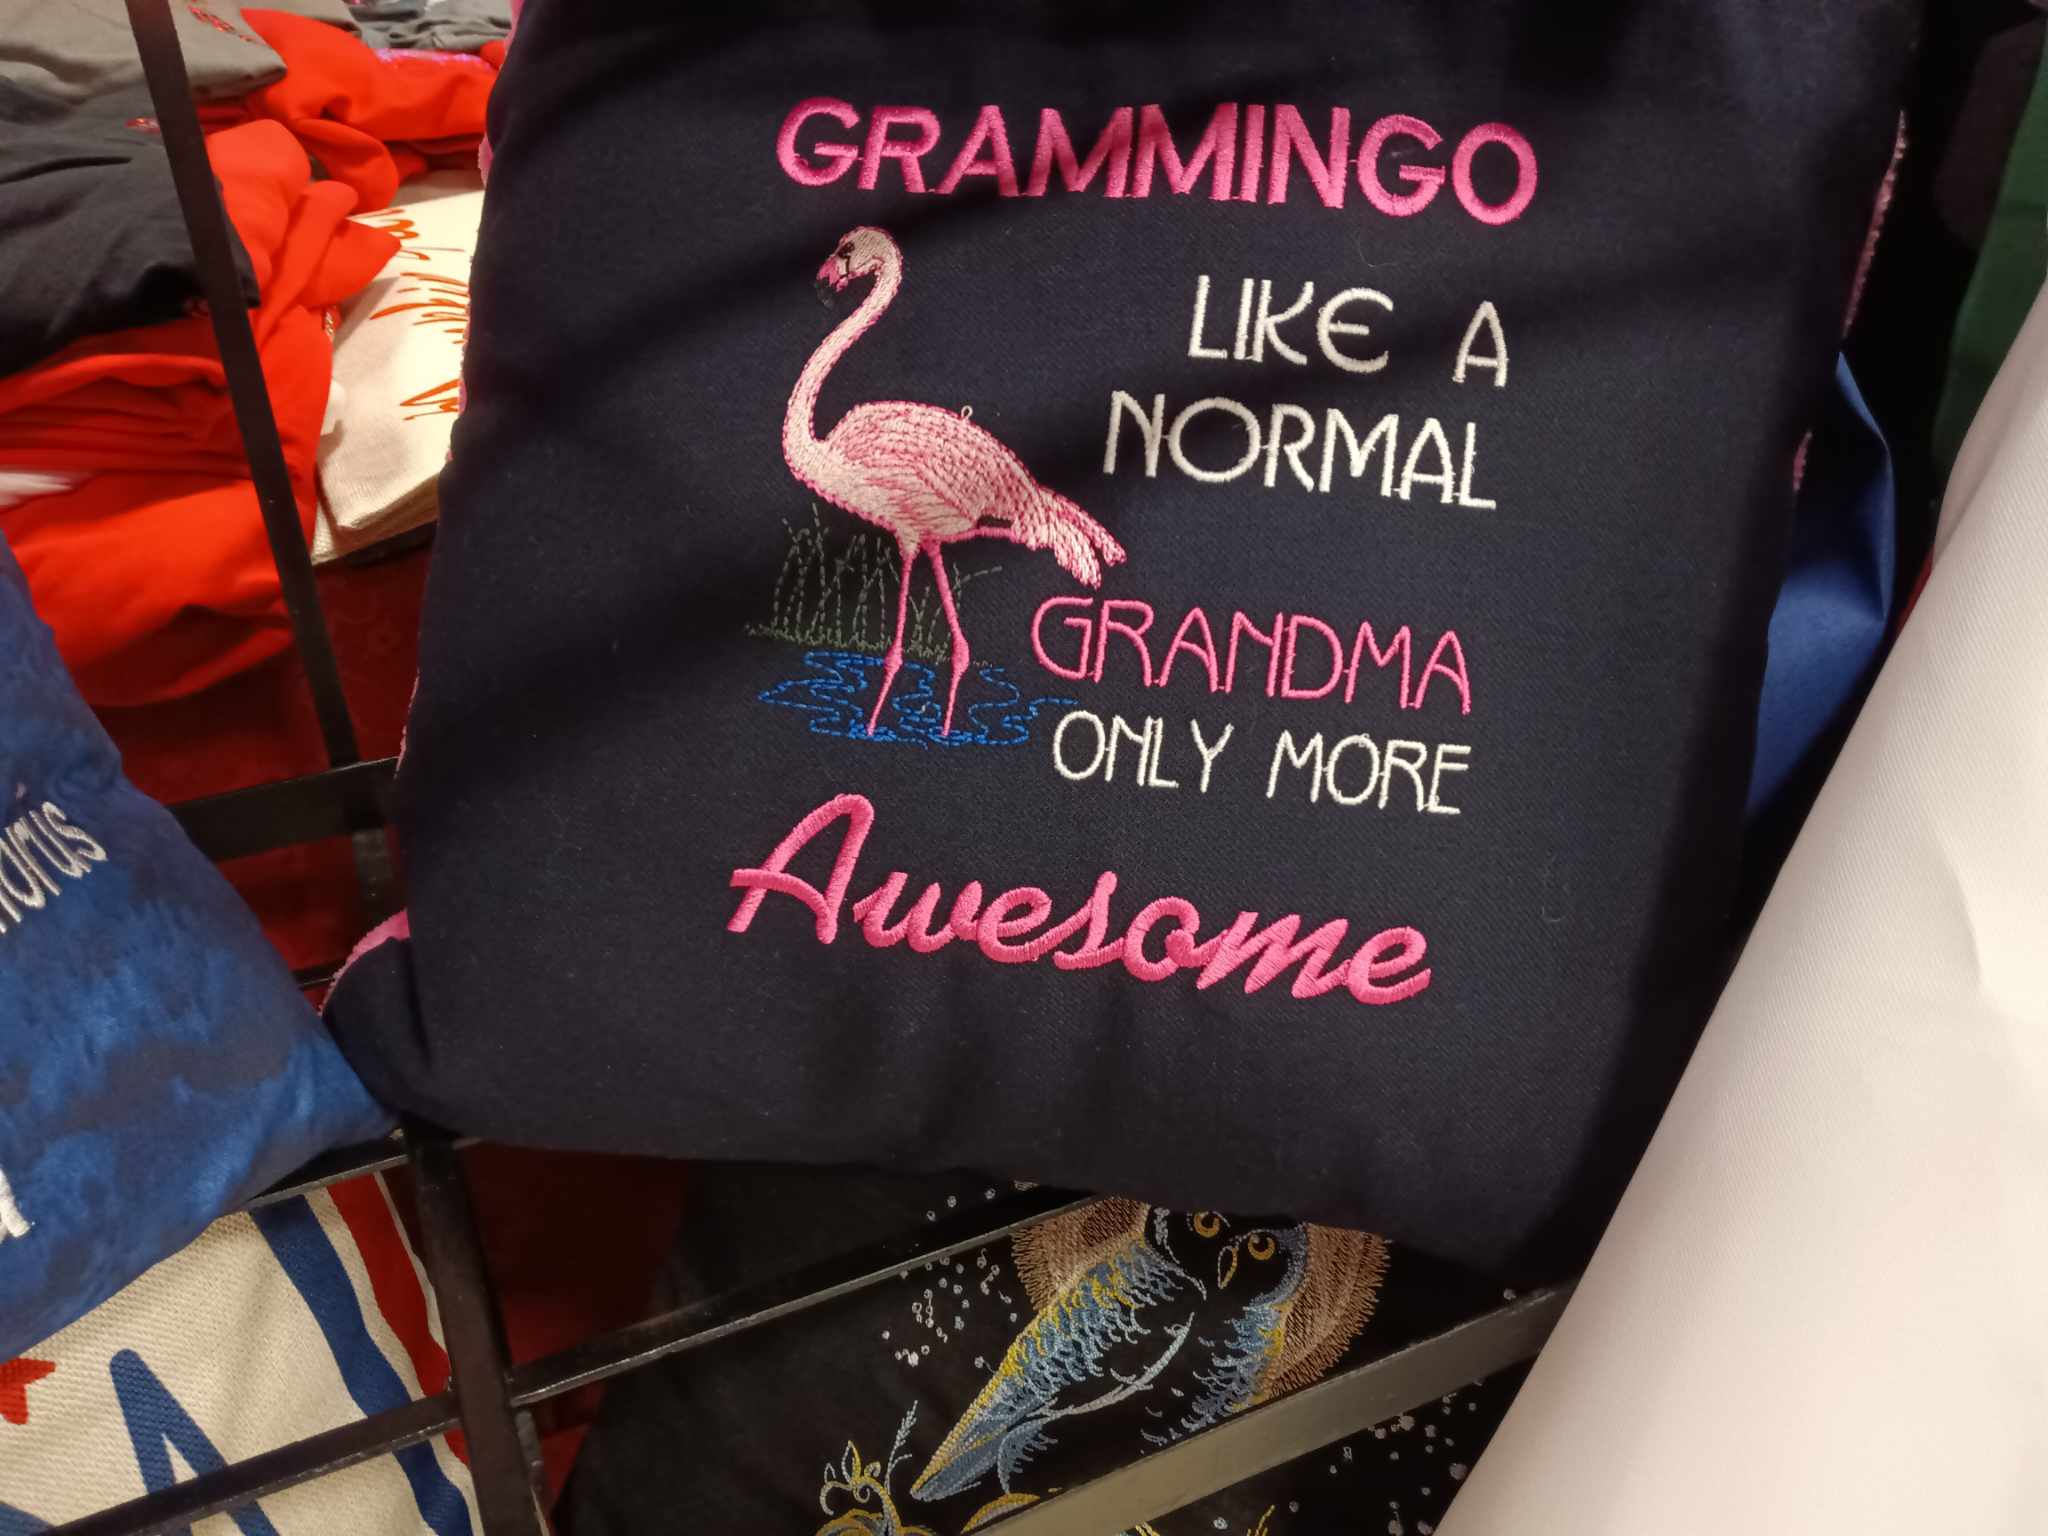 GRAMMINGO
LIKE A
NORMAL
GRANDMA
ONLY MORE
Awesome